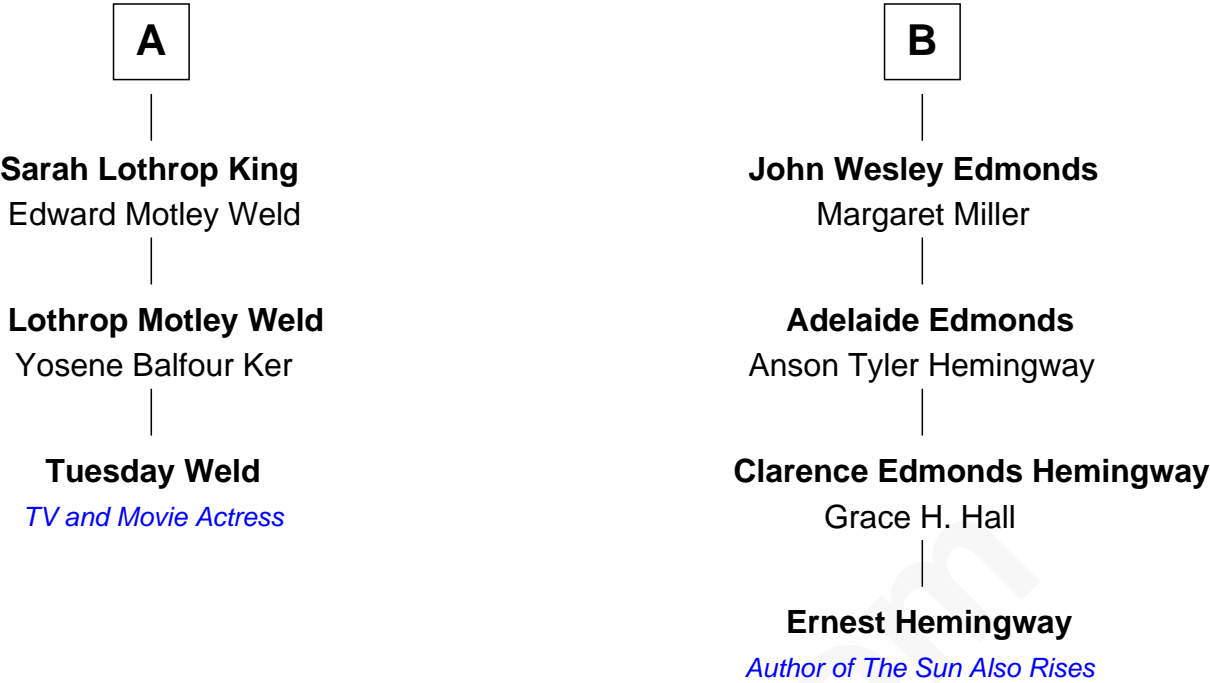 A
Sarah Lothrop King
Edward Motley Weld
Lothrop Motley Weld
Yosene Balfour Ker
Tuesday Weld
TV and Movie Actress
B
John Wesley Edmonds
Margaret Miller
Adelaide Edmonds
Anson Tyler Hemingway
Clarence Edmonds Hemingway
Grace H. Hall
Ernest Hemingway
Author of The Sun Also Rises